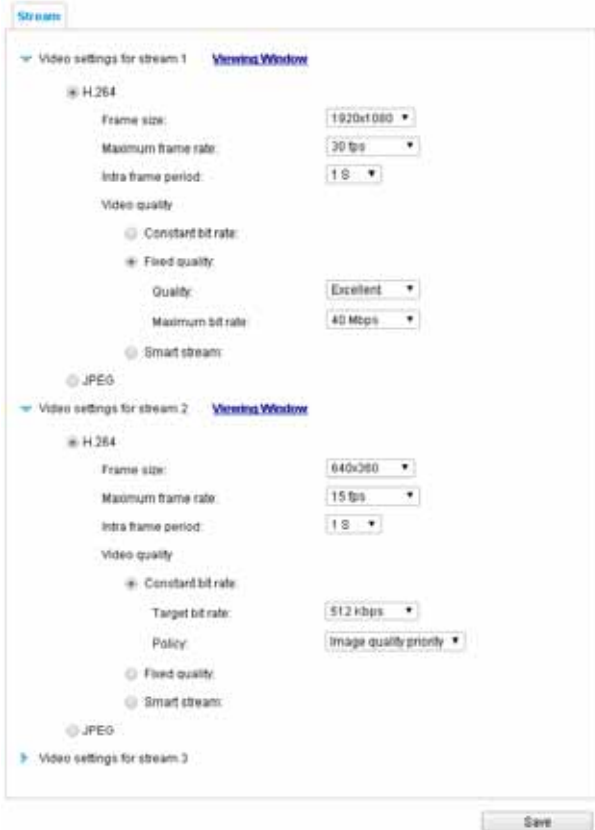 Stream
Video settings for stream 1 Viewing Window
H.264
Frame size: 1920x1080
Maximum frame rate: 30 fps
Intra frame period: 1 S
Video quality
Constant bit rate:
Fixed quality:
Quality: Excellent
Maximum bit rate: 40 Mbps
Smart stream:
JPEG
Video settings for stream 2 Viewing Window
H.264
Frame size: 640x360
Maximum frame rate: 15 fps
Intra frame period: 1 S
Video quality
Constant bit rate:
Target bit rate: 512 Kbps
Policy: Image quality priority
Fixed quality:
Smart stream:
JPEG
Video settings for stream 3
Save